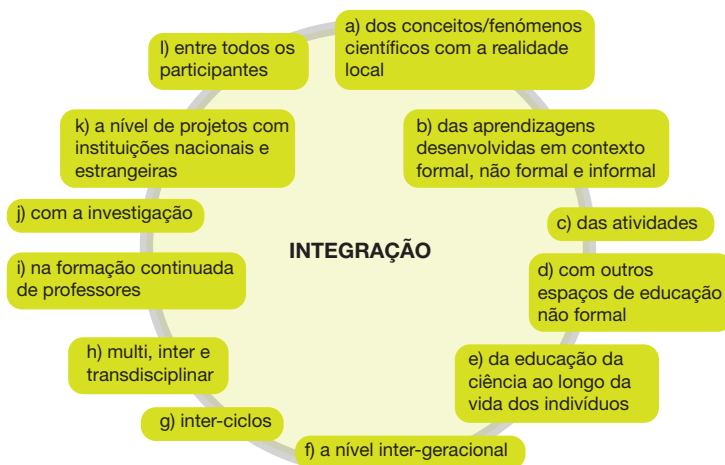 a) dos conceitos/fenómenos
científicos com a realidade
local
b) das aprendizagens
desenvolvidas em contexto
formal, não formal e informal
c) das atividades
d) com outros
espaços de educação
não formal
e) da educação da
ciência ao longo da
vida dos indivíduos
f) a nível inter-geracional
g) inter-ciclos
h) multi, inter e
transdisciplinar
i) na formação continuada
de professores
j) com a investigação
k) a nível de projetos com
instituições nacionais e
estrangeiras
l) entre todos os
participantes
INTEGRAÇÃO